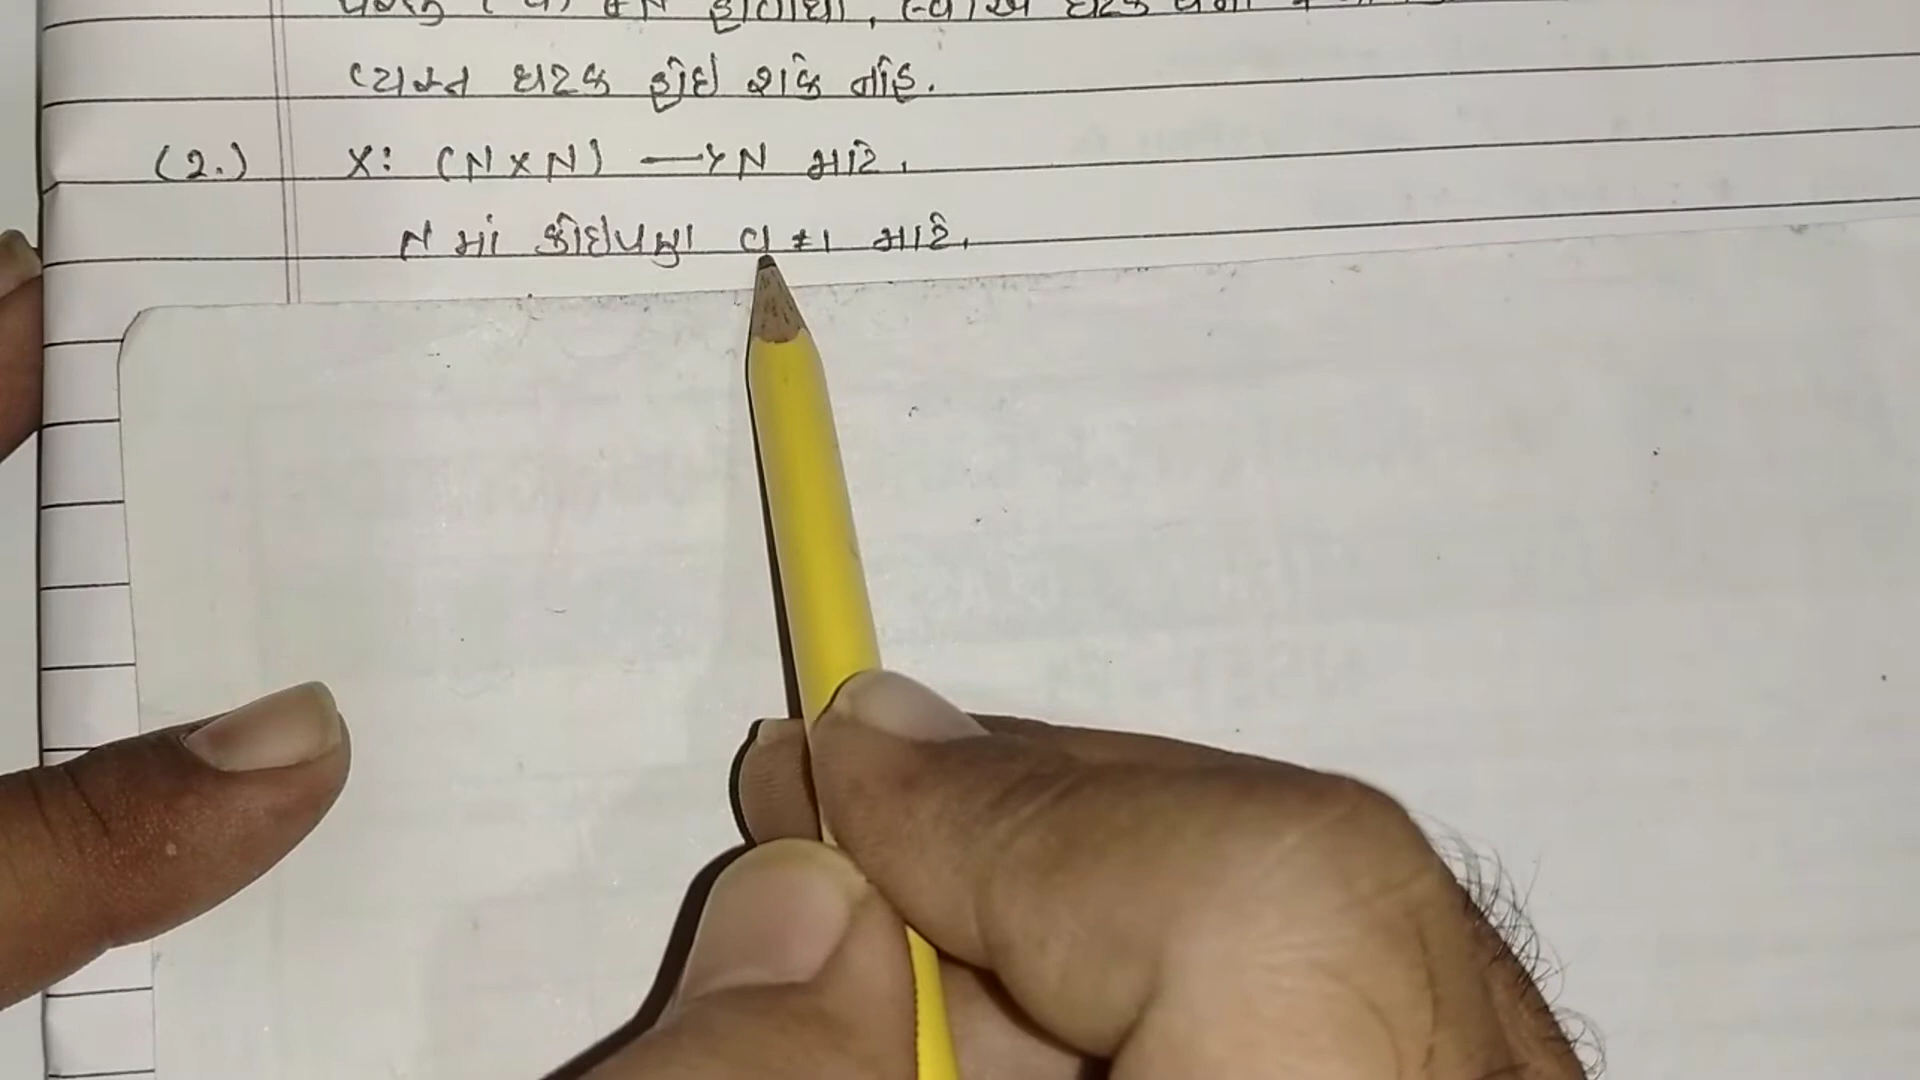 વ્યસ્ત ઘટક હોઈ શકે નહિ.
(2.) X: (N×N) → N માટે,
N માં કોઈપણ a ≠ 1 માટે,